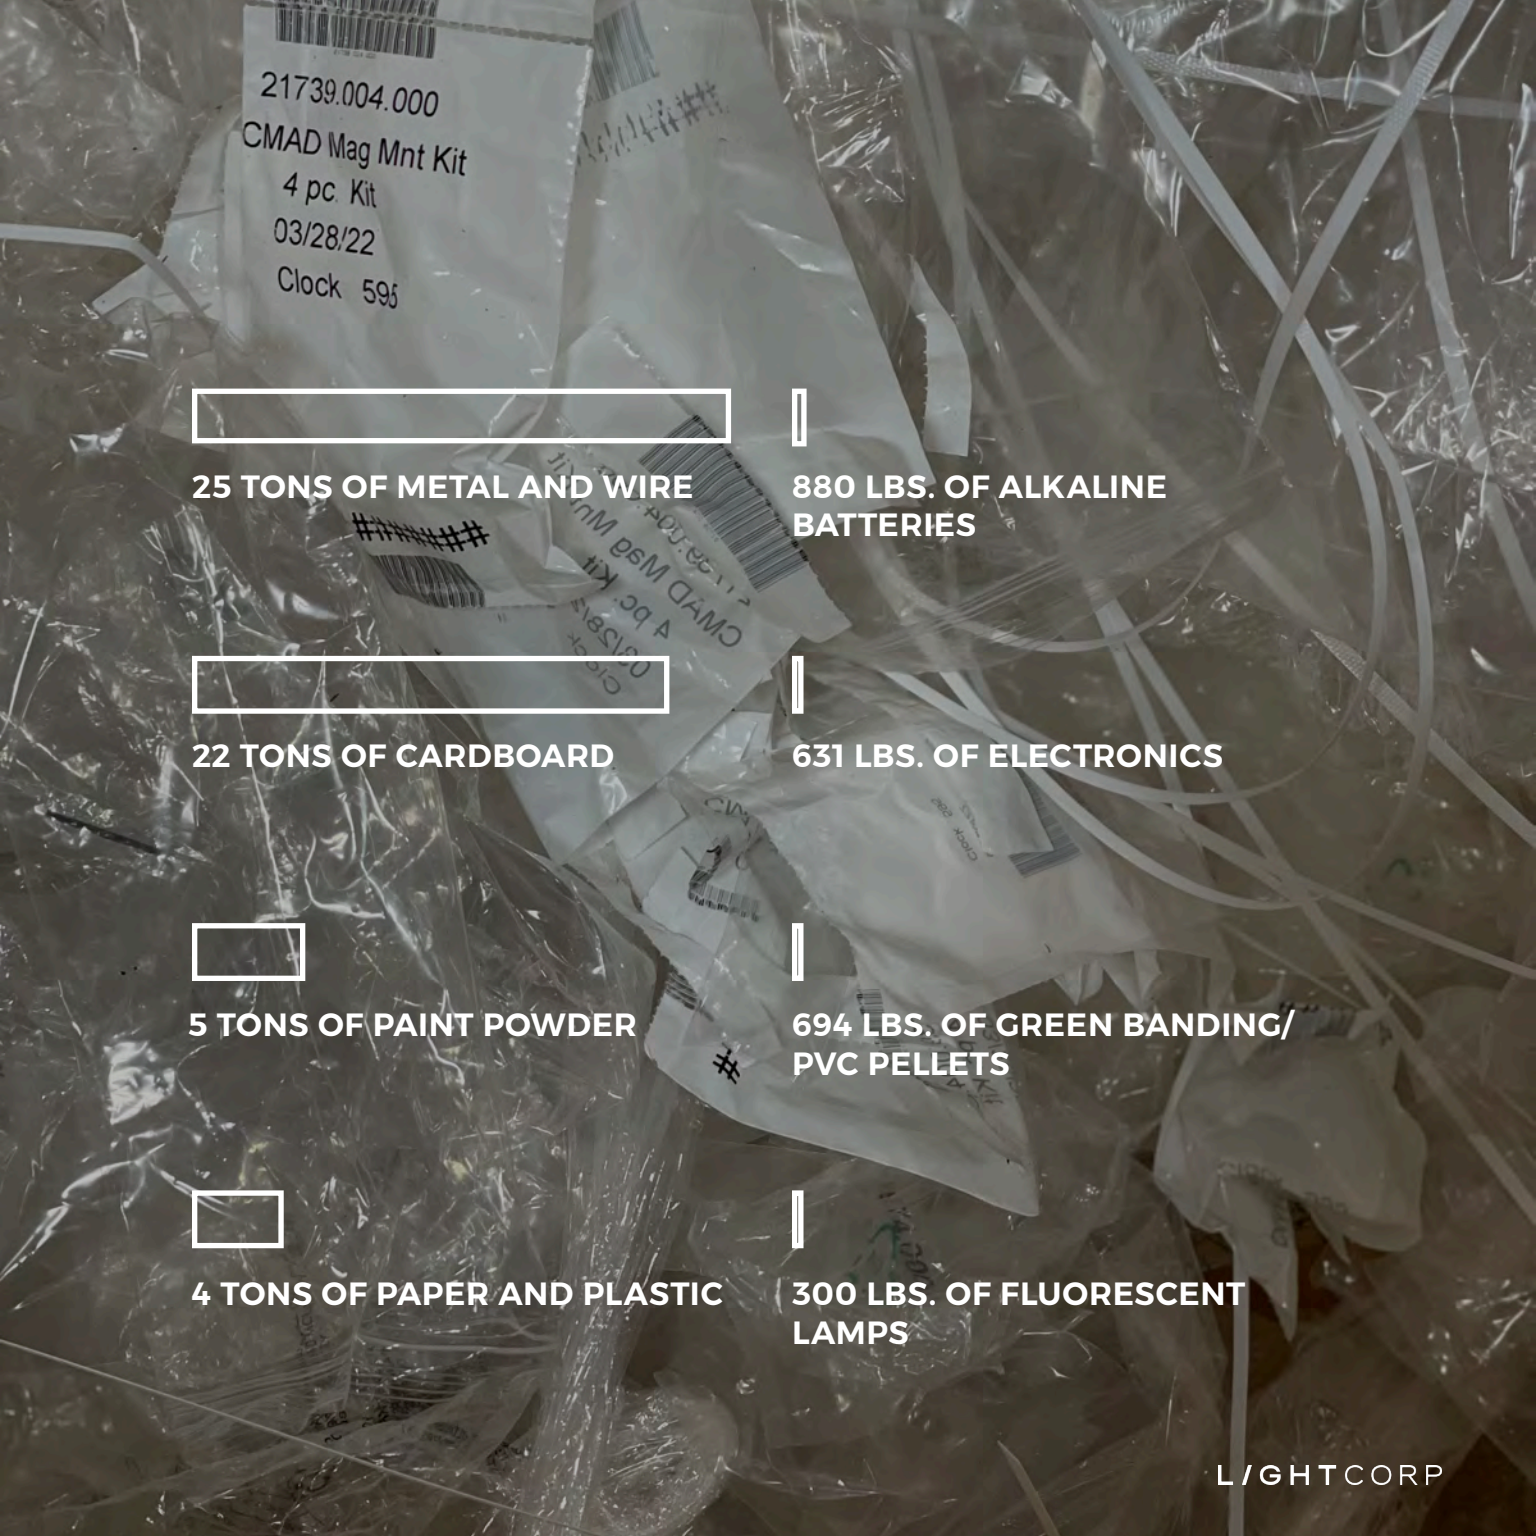 21739.004.000
CMAD Mag Mnt Kit
4 pc. Kit
03/28/22
Clock 595
25 TONS OF METAL AND WIRE
880 LBS. OF ALKALINE
BATTERIES
22 TONS OF CARDBOARD
631 LBS. OF ELECTRONICS
5 TONS OF PAINT POWDER
694 LBS. OF GREEN BANDING/
PVC PELLETS
4 TONS OF PAPER AND PLASTIC
300 LBS. OF FLUORESCENT
LAMPS
LIGHTCORP